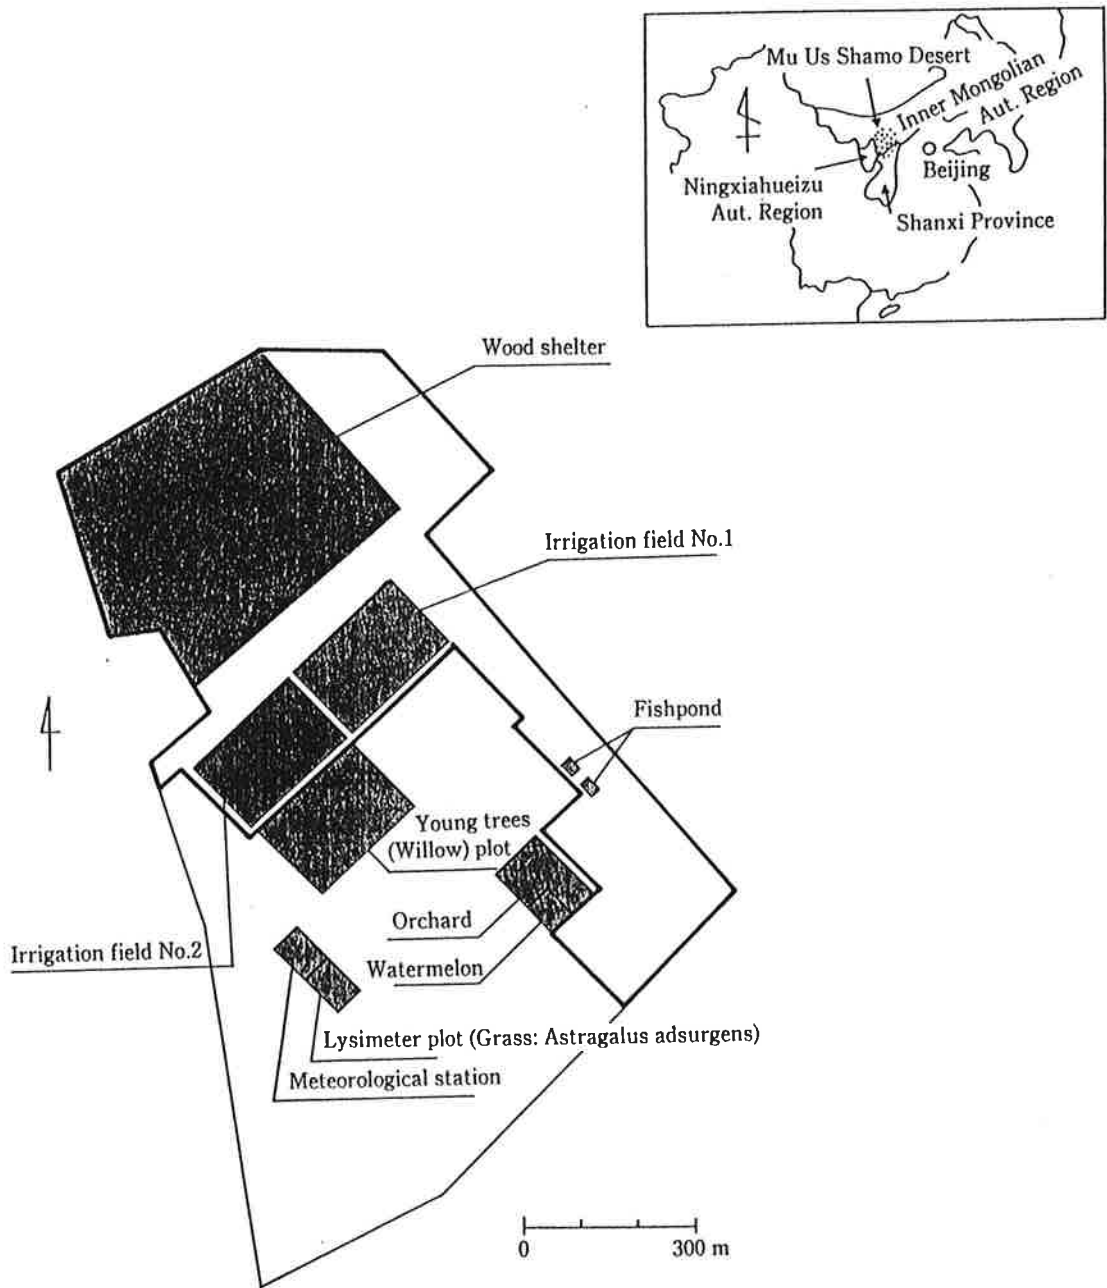 Mu Us Shamo Desert
Inner Mongolian
Aut. Region
Beijing
Ningxiahueizu
Aut. Region
Shanxi Province
Wood shelter
Irrigation field No.1
Fishpond
Young trees
(Willow) plot
Orchard
Irrigation field No.2
Watermelon
Lysimeter plot (Grass: Astragalus adsurgens)
Meteorological station
0 300 m